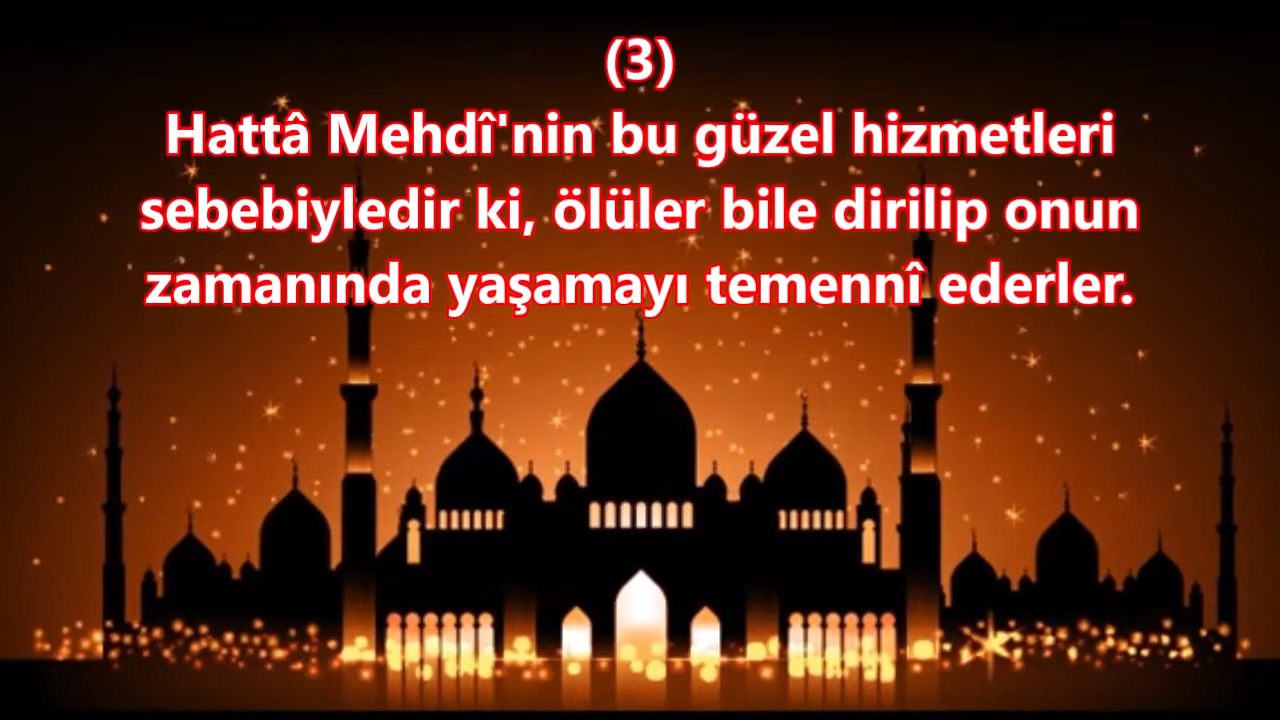 (3)
Hattâ Mehdî'nin bu güzel hizmetleri
sebebiyledir ki, ölüler bile dirilip onun
zamanında yaşamayı temennî ederler.